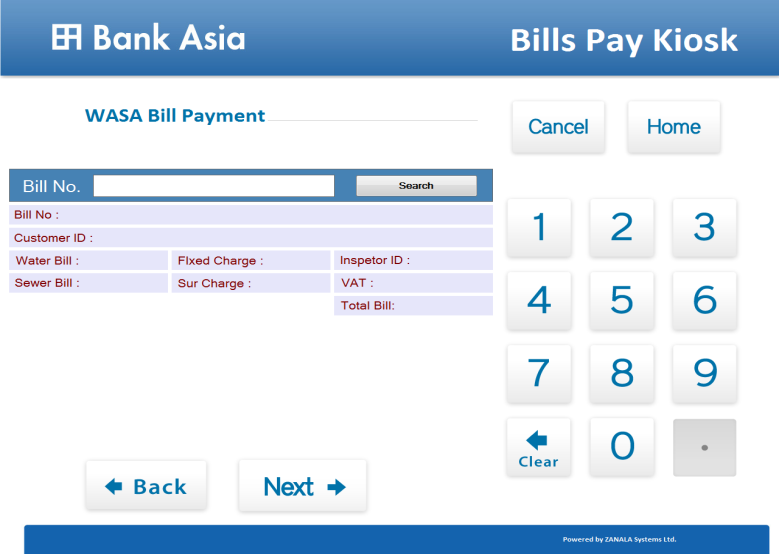 Bank Asia
Bills Pay Kiosk
WASA Bill Payment
Cancel
Home
Bill No.
Search
Bill No :
Customer ID :
Water Bill :
FIxed Charge :
Inspetor ID :
Sewer Bill :
Sur Charge :
VAT :
Total Bill:
1
2
3
4
5
6
7
8
9
Clear
0
.
Back
Next
Powered by ZANALA Systems Ltd.